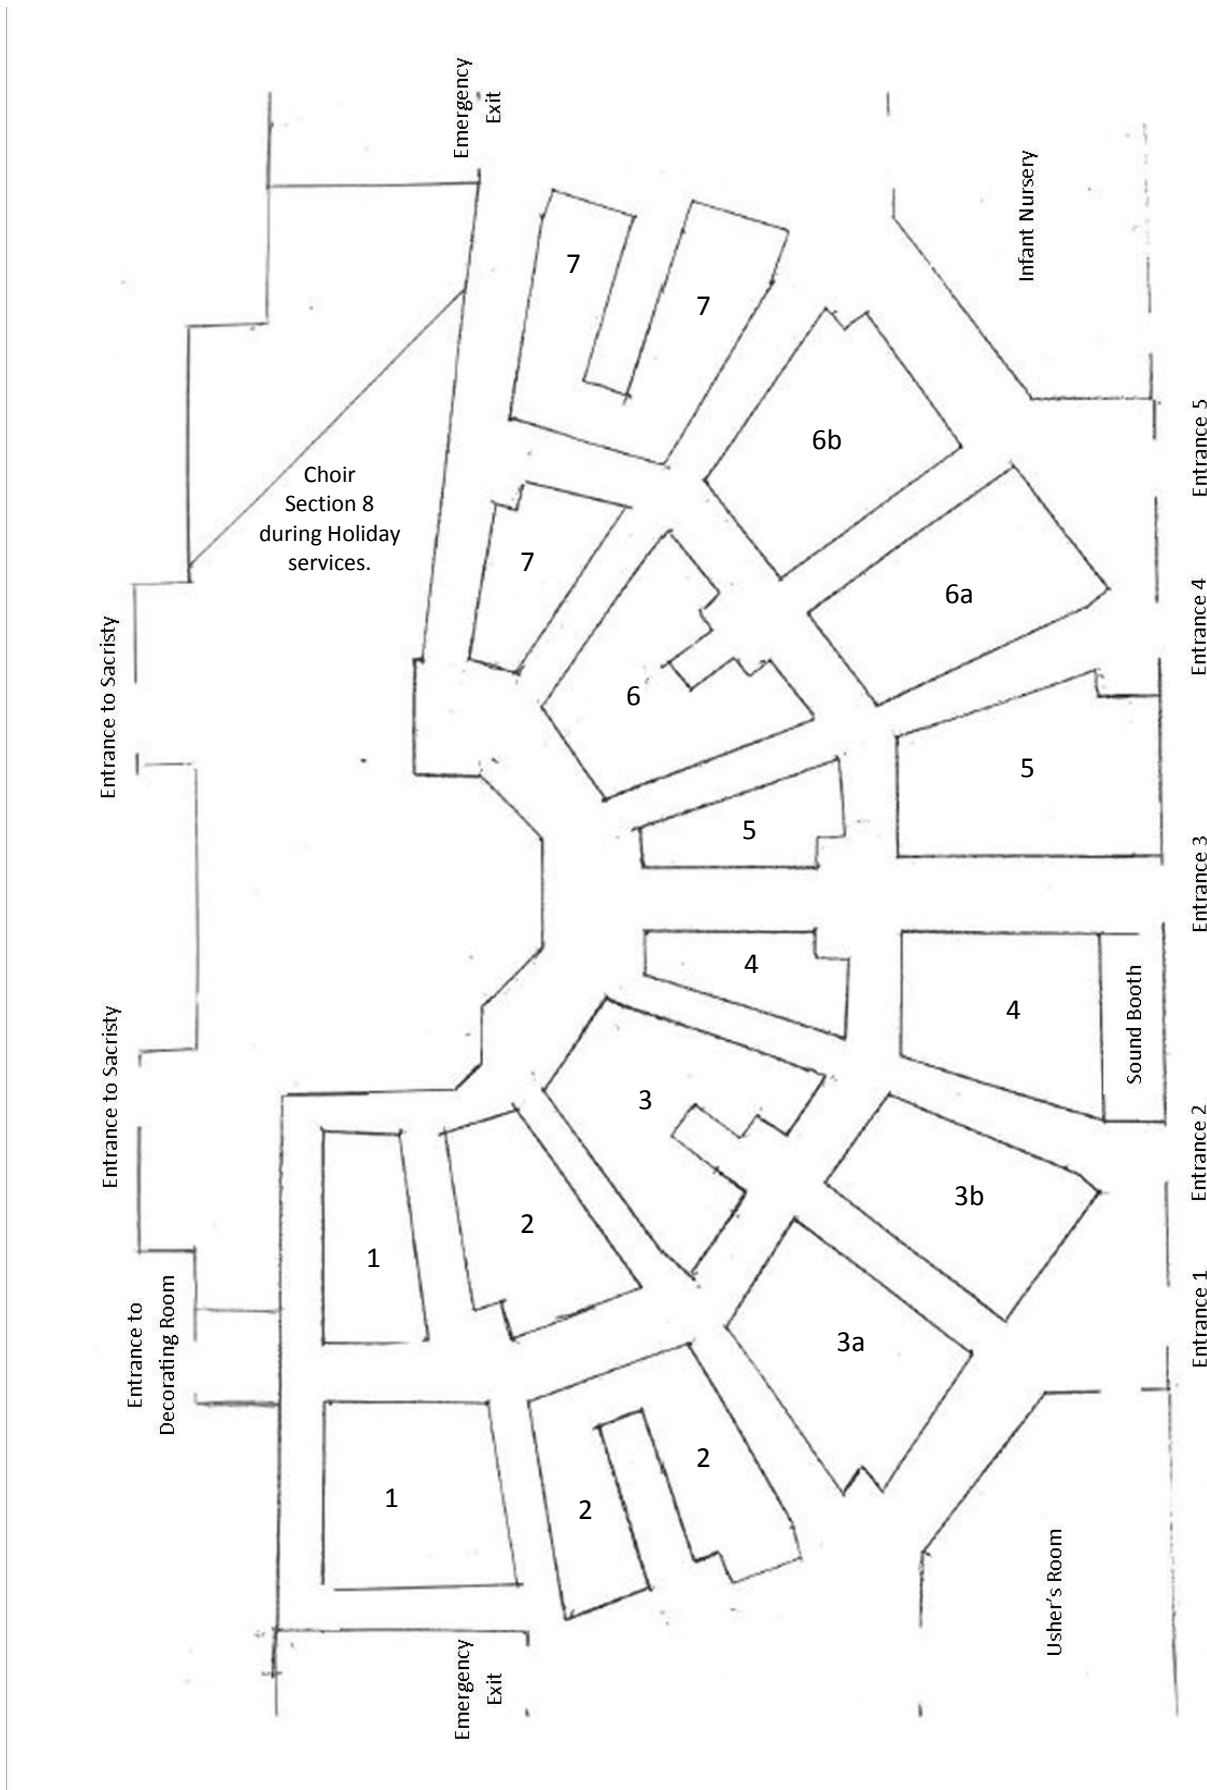 Emergency
Exit
Infant Nursery
7
7
6b
Entrance 5
Choir
Section 8
during Holiday
services.
7
6a
Entrance 4
Entrance to Sacristy
6
5
5
Entrance 3
4
4
Sound Booth
Entrance to Sacristy
3
3b
Entrance 2
2
1
Entrance to
Decorating Room
3a
Entrance 1
2
1
2
Usher's Room
Emergency
Exit